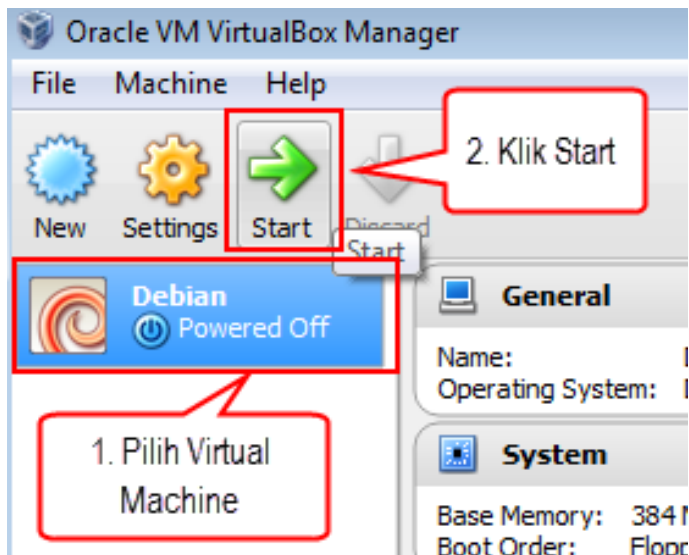 Oracle VM VirtualBox Manager
File Machine Help
2. Klik Start
New Settings Start Discard
Start
Debian
Powered Off
General
Name:
Operating System:
1. Pilih Virtual
Machine
System
Base Memory: 384
Boot Order: